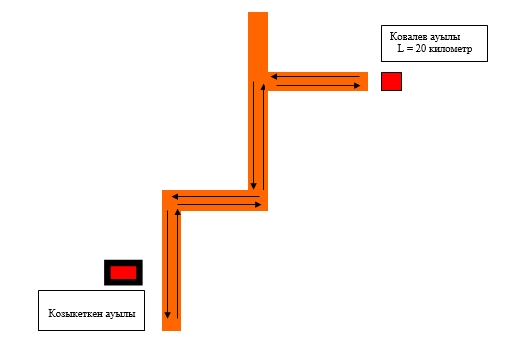 Ковалев ауылы
L = 20 километр
Козыкеткен ауылы